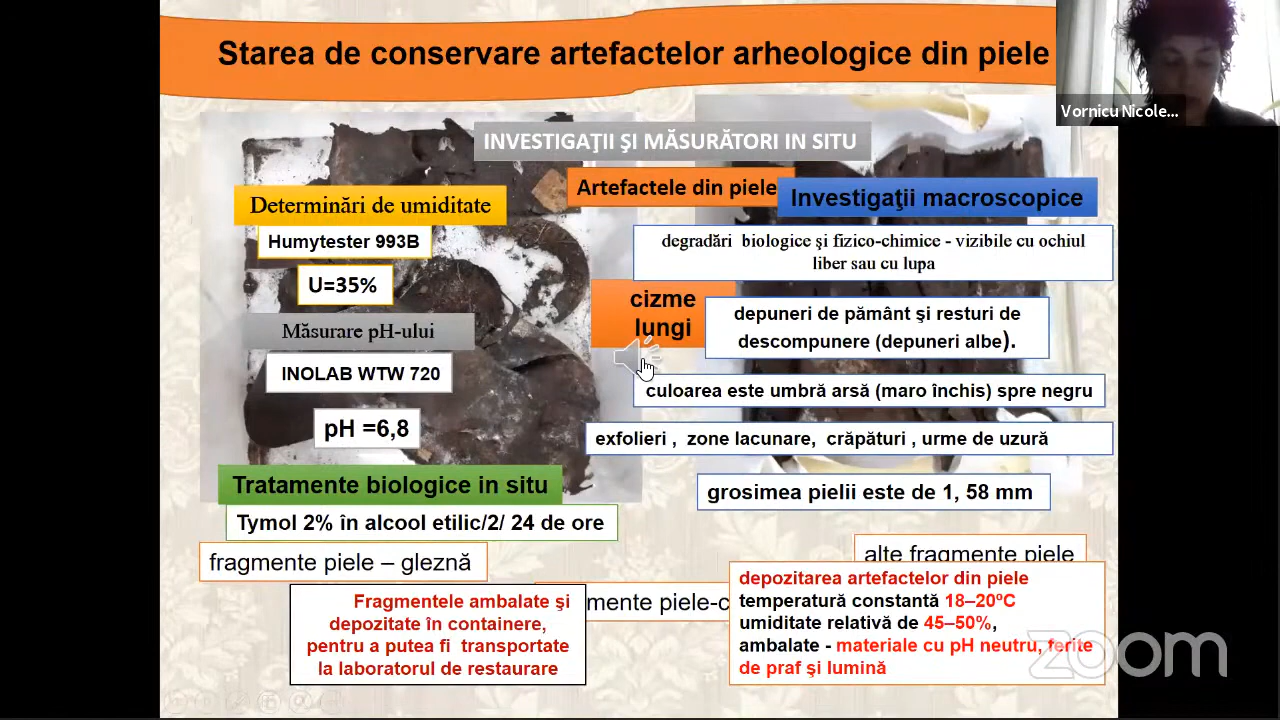 Starea de conservare artefactelor arheologice din piele
Vornicu Nicole...
INVESTIGAŢII ŞI MĂSURĂTORI IN SITU
Artefactele din piele
Determinări de umiditate
Humytester 993B
U=35%
Măsurare pH-ului
INOLAB WTW 720
pH =6,8
Tratamente biologice in situ
Tymol 2% în alcool etilic/2/ 24 de ore
fragmente piele – gleznă
Fragmentele ambalate şi
depozitate în containere,
pentru a putea fi transportate
la laboratorul de restaurare
cizme
lungi
Investigaţii macroscopice
degradări biologice şi fizico-chimice - vizibile cu ochiul
liber sau cu lupa
depuneri de pământ şi resturi de
descompunere (depuneri albe).
culoarea este umbră arsă (maro închis) spre negru
exfolieri , zone lacunare, crăpături , urme de uzură
grosimea pielii este de 1, 58 mm
alte fragmente piele
mente piele-c
depozitarea artefactelor din piele
temperatură constantă 18–20ºC
umiditate relativă de 45–50%,
ambalate - materiale cu pH neutru, ferite
de praf şi lumină
zoom